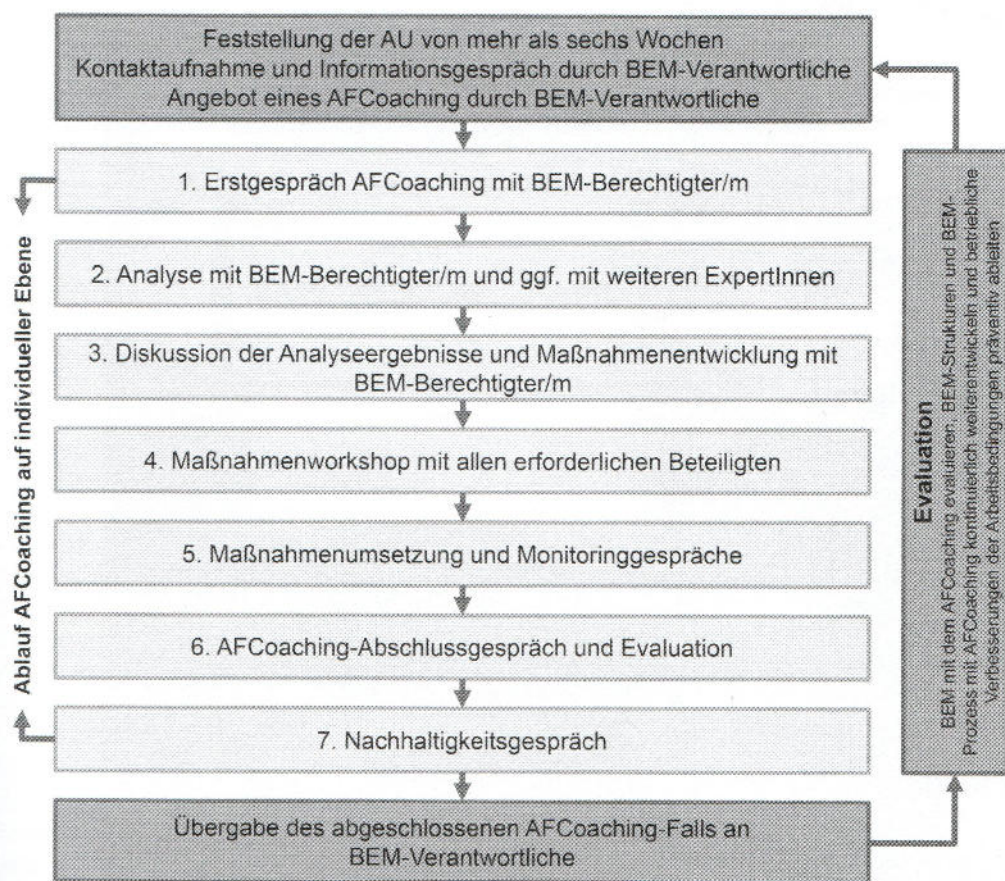 Feststellung der AU von mehr als sechs Wochen
Kontaktaufnahme und Informationsgespräch durch BEM-Verantwortliche
Angebot eines AFCoaching durch BEM-Verantwortliche
Ablauf AFCoaching auf individueller Ebene
1. Erstgespräch AFCoaching mit BEM-Berechtigter/m
2. Analyse mit BEM-Berechtigter/m und ggf. mit weiteren ExpertInnen
3. Diskussion der Analyseergebnisse und Maßnahmenentwicklung mit
BEM-Berechtigter/m
4. Maßnahmenworkshop mit allen erforderlichen Beteiligten
5. Maßnahmenumsetzung und Monitoringgespräche
6. AFCoaching-Abschlussgespräch und Evaluation
7. Nachhaltigkeitsgespräch
Übergabe des abgeschlossenen AFCoaching-Falls an
BEM-Verantwortliche
Evaluation
BEM mit dem AFCoaching evaluieren, BEM-Strukturen und BEM-
Prozess mit AFCoaching kontinuierlich weiterentwickeln und betriebliche
Verbesserungen der Arbeitsbedingungen präventiv ableiten